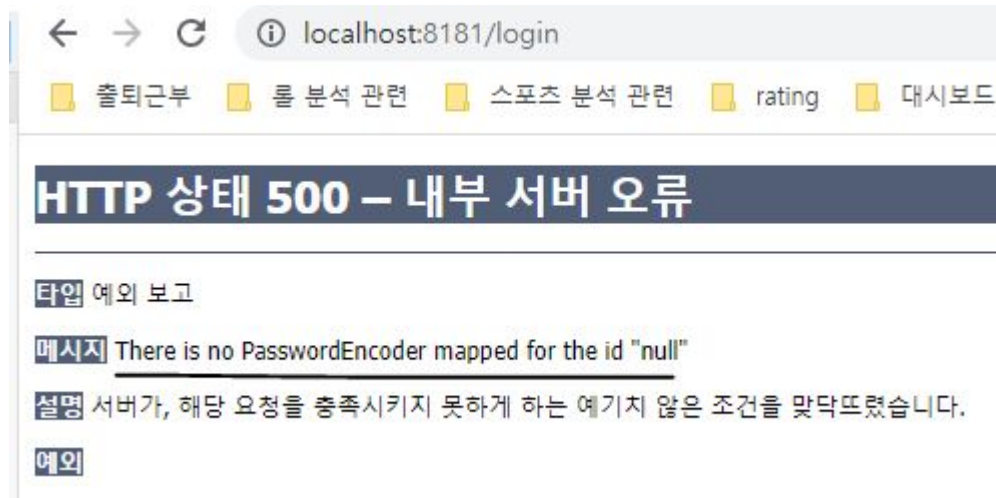 localhost:8181/login
출퇴근부 롤 분석 관련 스포츠 분석 관련 rating 대시보드
HTTP 상태 500 – 내부 서버 오류
타입 예외 보고
메시지 There is no PasswordEncoder mapped for the id "null"
설명 서버가, 해당 요청을 충족시키지 못하게 하는 예기치 않은 조건을 맞닥뜨렸습니다.
예외